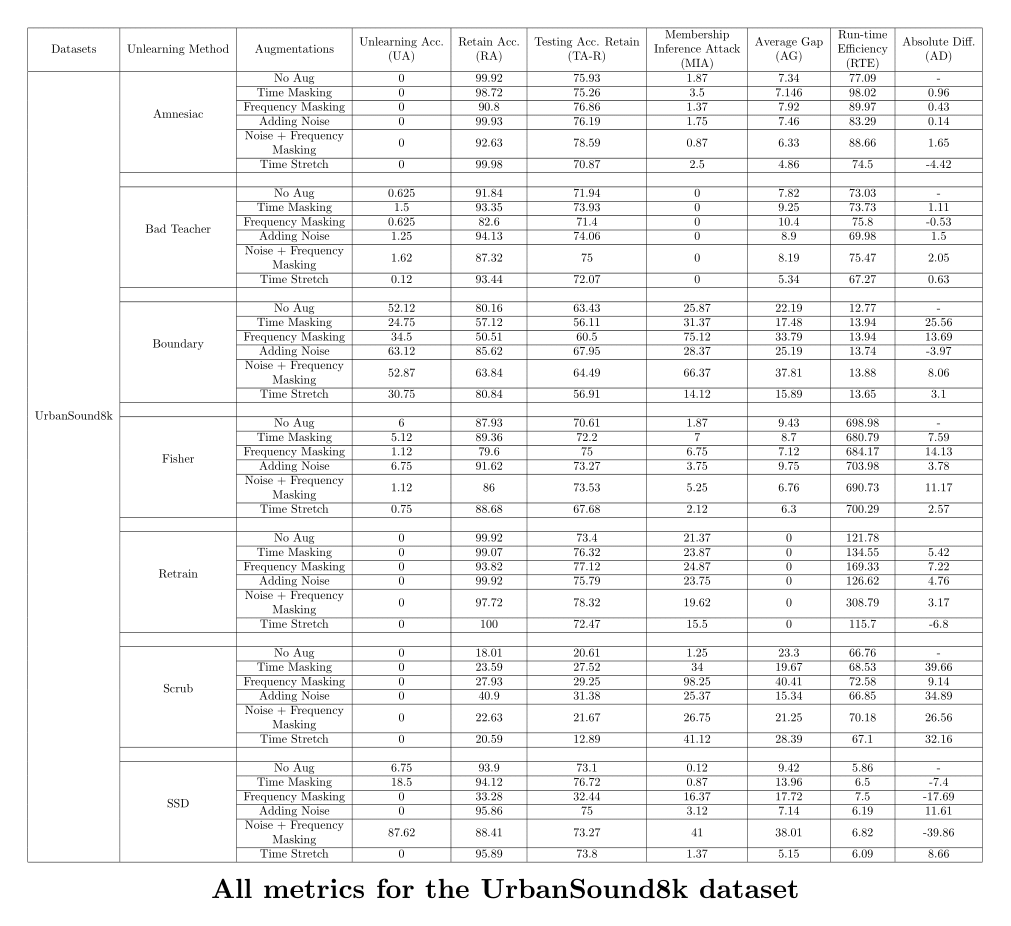 Datasets Unlearning Method Augmentations Unlearning Acc. (UA) Retain Acc. (RA) Testing Acc. Retain (TA-R) Membership Inference Attack (MIA) Average Gap (AG) Run-time Efficiency (RTE) Absolute Diff. (AD)
UrbanSound8k
Amnesiac
No Aug 0 99.92 75.93 1.87 7.34 77.09 -
Time Masking 0 98.72 75.26 3.5 7.146 98.02 0.96
Frequency Masking 0 90.8 76.86 1.37 7.92 89.97 0.43
Adding Noise 0 99.93 76.19 1.75 7.46 83.29 0.14
Noise + Frequency Masking 0 92.63 78.59 0.87 6.33 88.66 1.65
Time Stretch 0 99.98 70.87 2.5 4.86 74.5 -4.42
Bad Teacher
No Aug 0.625 91.84 71.94 0 7.82 73.03 -
Time Masking 1.5 93.35 73.93 0 9.25 73.73 1.11
Frequency Masking 0.625 82.6 71.4 0 10.4 75.8 -0.53
Adding Noise 1.25 94.13 74.06 0 8.9 69.98 1.5
Noise + Frequency Masking 1.62 87.32 75 0 8.19 75.47 2.05
Time Stretch 0.12 93.44 72.07 0 5.34 67.27 0.63
Boundary
No Aug 52.12 80.16 63.43 25.87 22.19 12.77 -
Time Masking 24.75 57.12 56.11 31.37 17.48 13.94 25.56
Frequency Masking 34.5 50.51 60.5 75.12 33.79 13.94 13.69
Adding Noise 63.12 85.62 67.95 28.37 25.19 13.74 -3.97
Noise + Frequency Masking 52.87 63.84 64.49 66.37 37.81 13.88 8.06
Time Stretch 30.75 80.84 56.91 14.12 15.89 13.65 3.1
Fisher
No Aug 6 87.93 70.61 1.87 9.43 698.98 -
Time Masking 5.12 89.36 72.2 7 8.7 680.79 7.59
Frequency Masking 1.12 79.6 75 6.75 7.12 684.17 14.13
Adding Noise 6.75 91.62 73.27 3.75 9.75 703.98 3.78
Noise + Frequency Masking 1.12 86 73.53 5.25 6.76 690.73 11.17
Time Stretch 0.75 88.68 67.68 2.12 6.3 700.29 2.57
Retrain
No Aug 0 99.92 73.4 21.37 0 121.78
Time Masking 0 99.07 76.32 23.87 0 134.55 5.42
Frequency Masking 0 93.82 77.12 24.87 0 169.33 7.22
Adding Noise 0 99.92 75.79 23.75 0 126.62 4.76
Noise + Frequency Masking 0 97.72 78.32 19.62 0 308.79 3.17
Time Stretch 0 100 72.47 15.5 0 115.7 -6.8
Scrub
No Aug 0 18.01 20.61 1.25 23.3 66.76 -
Time Masking 0 23.59 27.52 34 19.67 68.53 39.66
Frequency Masking 0 27.93 29.25 98.25 40.41 72.58 9.14
Adding Noise 0 40.9 31.38 25.37 15.34 66.85 34.89
Noise + Frequency Masking 0 22.63 21.67 26.75 21.25 70.18 26.56
Time Stretch 0 20.59 12.89 41.12 28.39 67.1 32.16
SSD
No Aug 6.75 93.9 73.1 0.12 9.42 5.86 -
Time Masking 18.5 94.12 76.72 0.87 13.96 6.5 -7.4
Frequency Masking 0 33.28 32.44 16.37 17.72 7.5 -17.69
Adding Noise 0 95.86 75 3.12 7.14 6.19 11.61
Noise + Frequency Masking 87.62 88.41 73.27 41 38.01 6.82 -39.86
Time Stretch 0 95.89 73.8 1.37 5.15 6.09 8.66
All metrics for the UrbanSound8k dataset